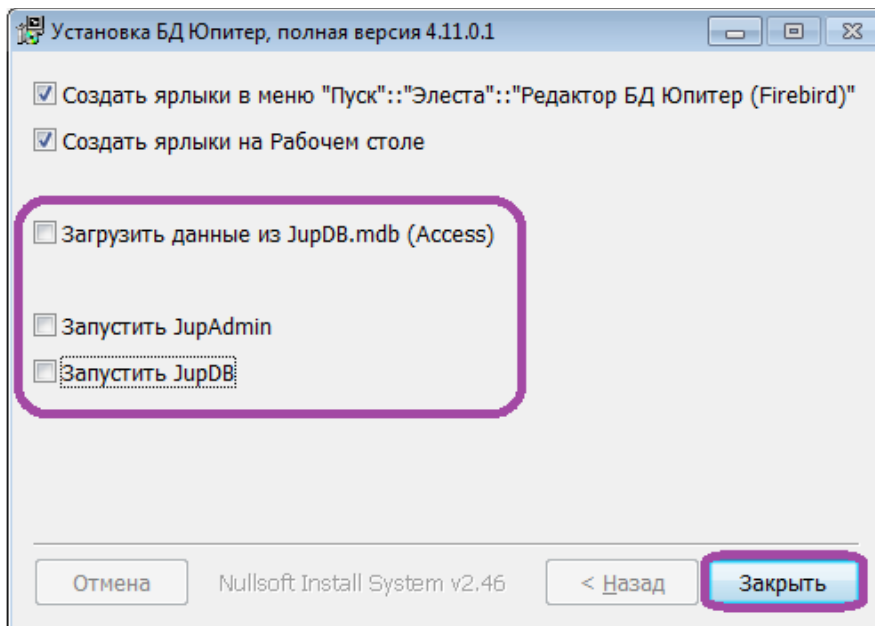 Установка БД Юпитер, полная версия 4.11.0.1
Создать ярлыки в меню "Пуск"::"Элеста"::"Редактор БД Юпитер (Firebird)"
Создать ярлыки на Рабочем столе
Загрузить данные из JupDB.mdb (Access)
Запустить JupAdmin
Запустить JupDB
Отмена Nullsoft Install System v2.46 < Назад Закрыть